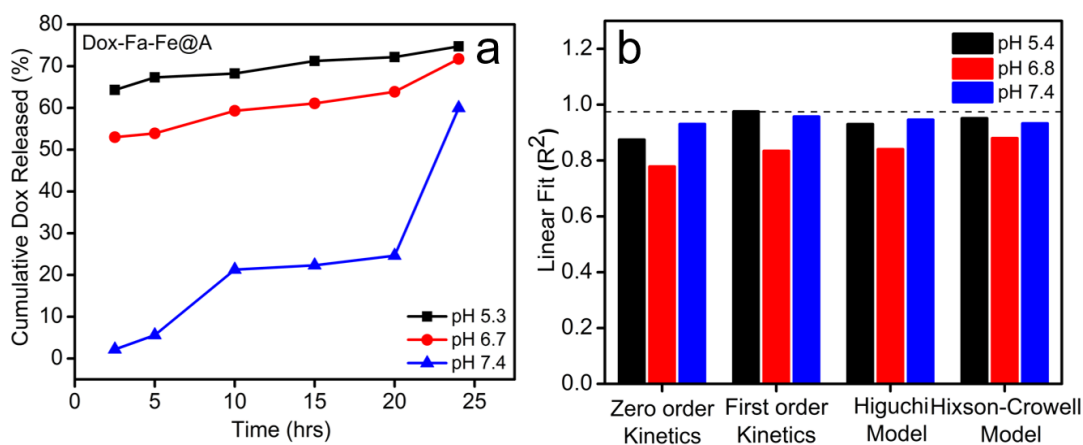 Dox-Fa-Fe@A
a
Cumulative Dox Released (%)
80
70
60
50
40
30
20
10
0
pH 5.3
pH 6.7
pH 7.4
0
5
10
15
20
25
Time (hrs)
b
Linear Fit (R²)
1.2
1.0
0.8
0.6
0.4
0.2
0.0
pH 5.4
pH 6.8
pH 7.4
Zero order
Kinetics
First order
Kinetics
Higuchi
Model
Hixson-Crowell
Model